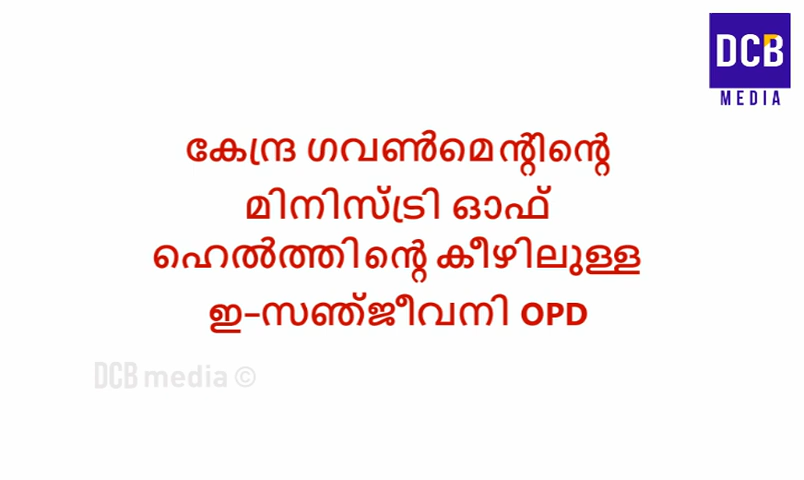 DCB
MEDIA
കേന്ദ്ര ഗവൺമെന്റിന്റെ
മിനിസ്ട്രി ഓഫ്
ഹെൽത്തിന്റെ കീഴിലുള്ള
ഇ-സഞ്ജീവനി OPD
DCB media ©